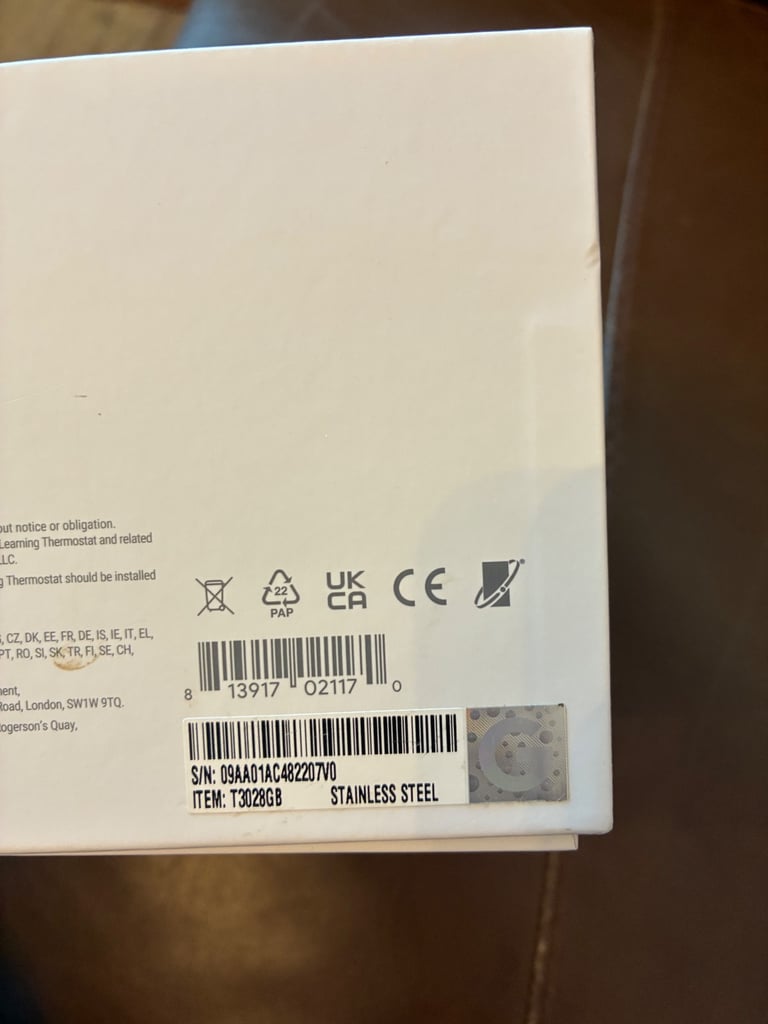 out notice or obligation.
Learning Thermostat and related
LLC.
g Thermostat should be installed
22
PAP
UK
CA
CE
, CZ, DK, EE, FR, DE, IS, IE, IT, EL,
PT, RO, SI, SK, TR, FI, SE, CH,
ment,
Road, London, SW1W 9TQ.
Rogerson's Quay,
8 13917 02117 0
S/N: 09AA01AC482207V0
ITEM: T3028GB STAINLESS STEEL
G